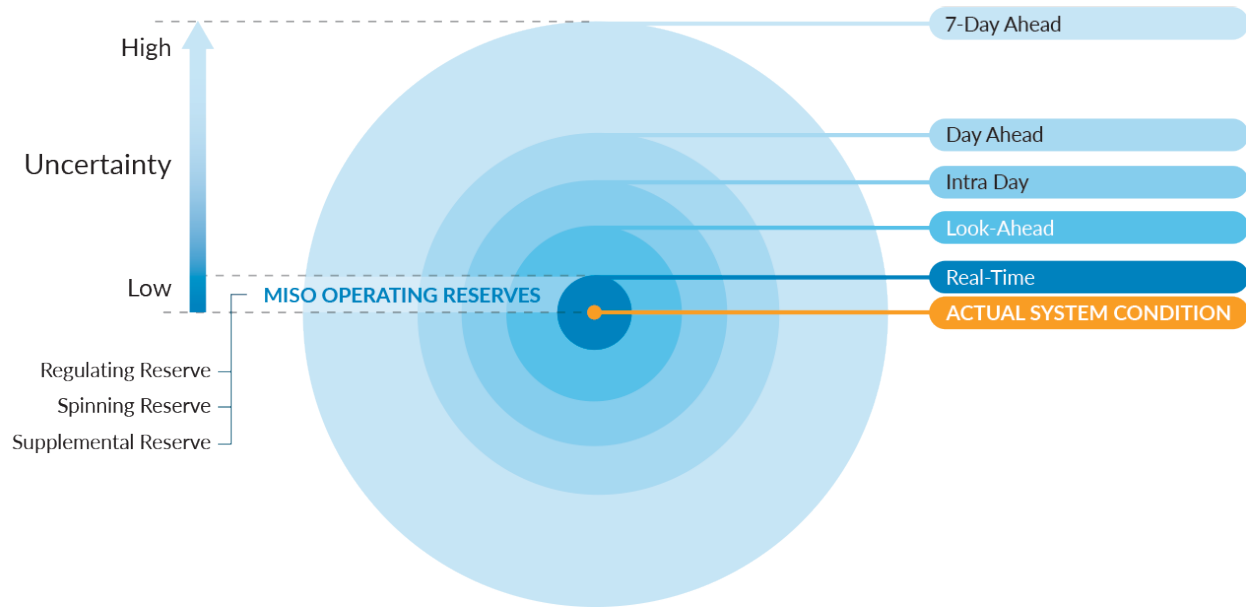 High
Uncertainty
Low
MISO OPERATING RESERVES
Regulating Reserve
Spinning Reserve
Supplemental Reserve
7-Day Ahead
Day Ahead
Intra Day
Look-Ahead
Real-Time
ACTUAL SYSTEM CONDITION